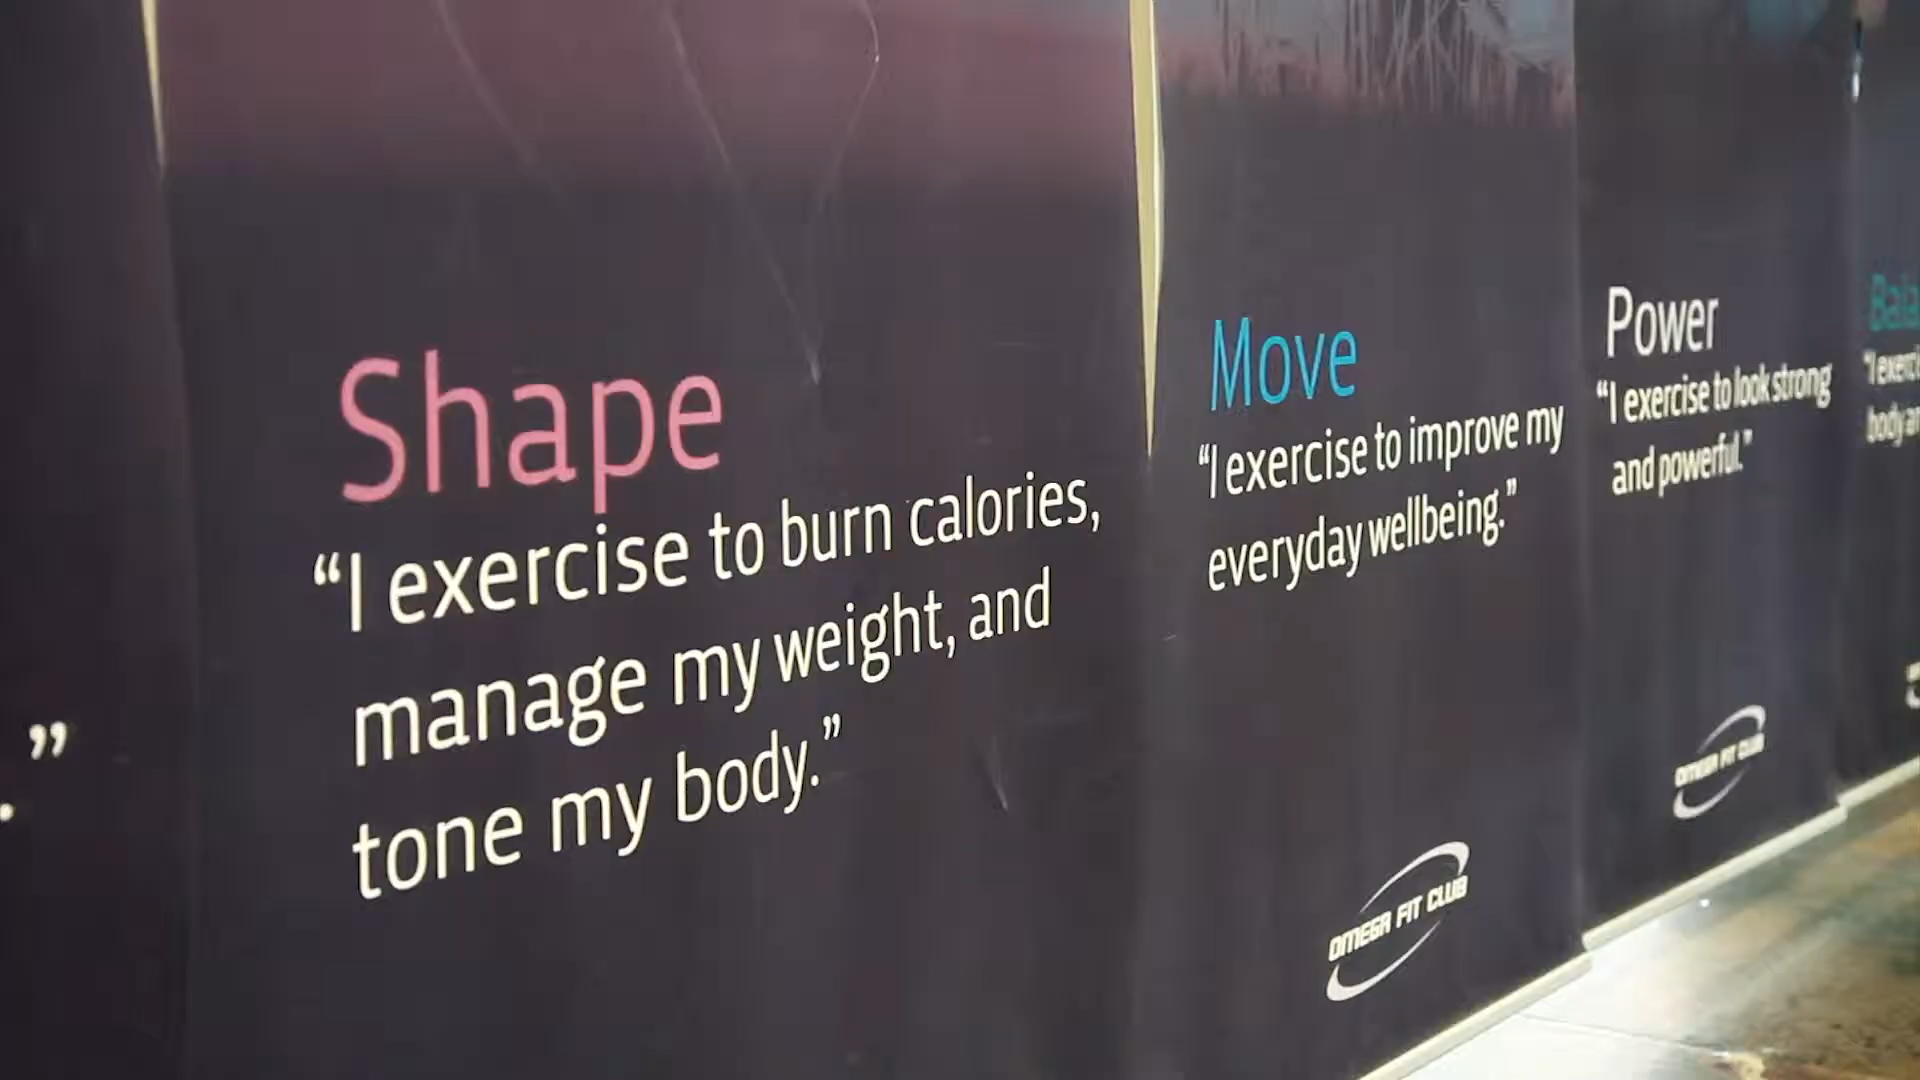 ”
Shape
“I exercise to burn calories,
manage my weight, and
tone my body.”
Move
“I exercise to improve my
everyday wellbeing.”
OMEGA FIT CLUB
Power
“I exercise to look strong
and powerful.”
OMEGA FIT CLUB